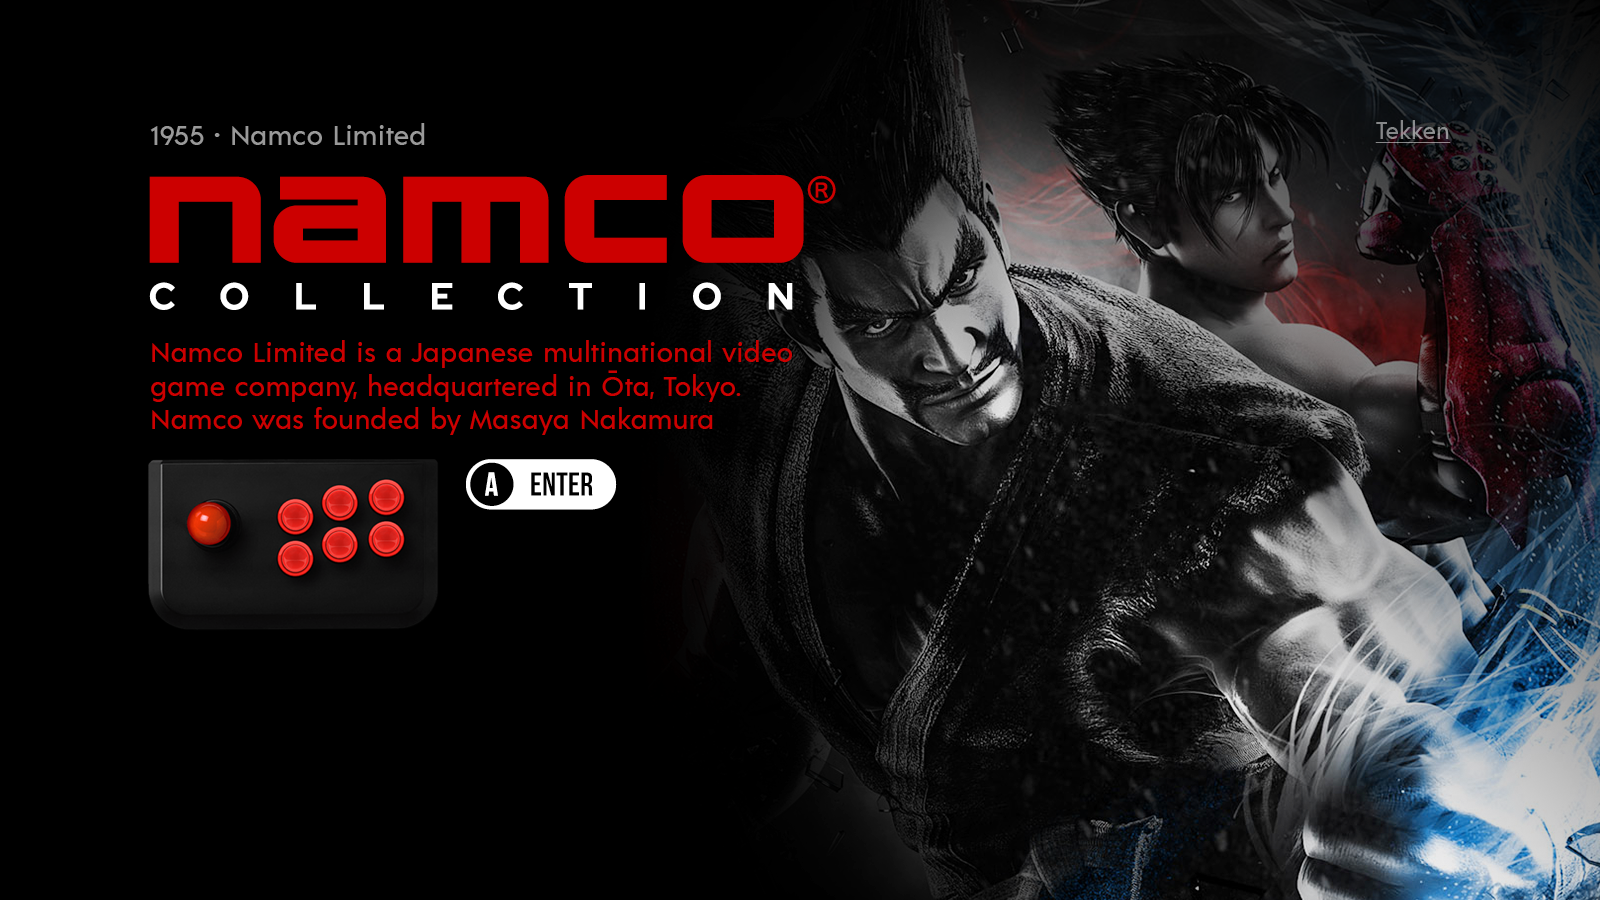 1955 · Namco Limited
Tekken
namco®
COLLECTION
Namco Limited is a Japanese multinational video
game company, headquartered in Ōta, Tokyo.
Namco was founded by Masaya Nakamura
A ENTER